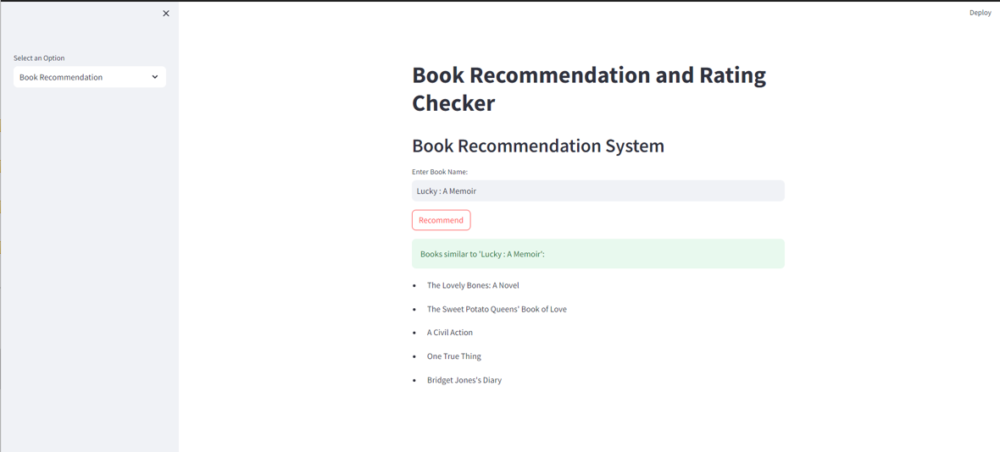 Deploy
Select an Option
Book Recommendation
Book Recommendation and Rating
Checker
Book Recommendation System
Enter Book Name:
Lucky : A Memoir
Recommend
Books similar to 'Lucky : A Memoir':
• The Lovely Bones: A Novel
• The Sweet Potato Queens' Book of Love
• A Civil Action
• One True Thing
• Bridget Jones's Diary